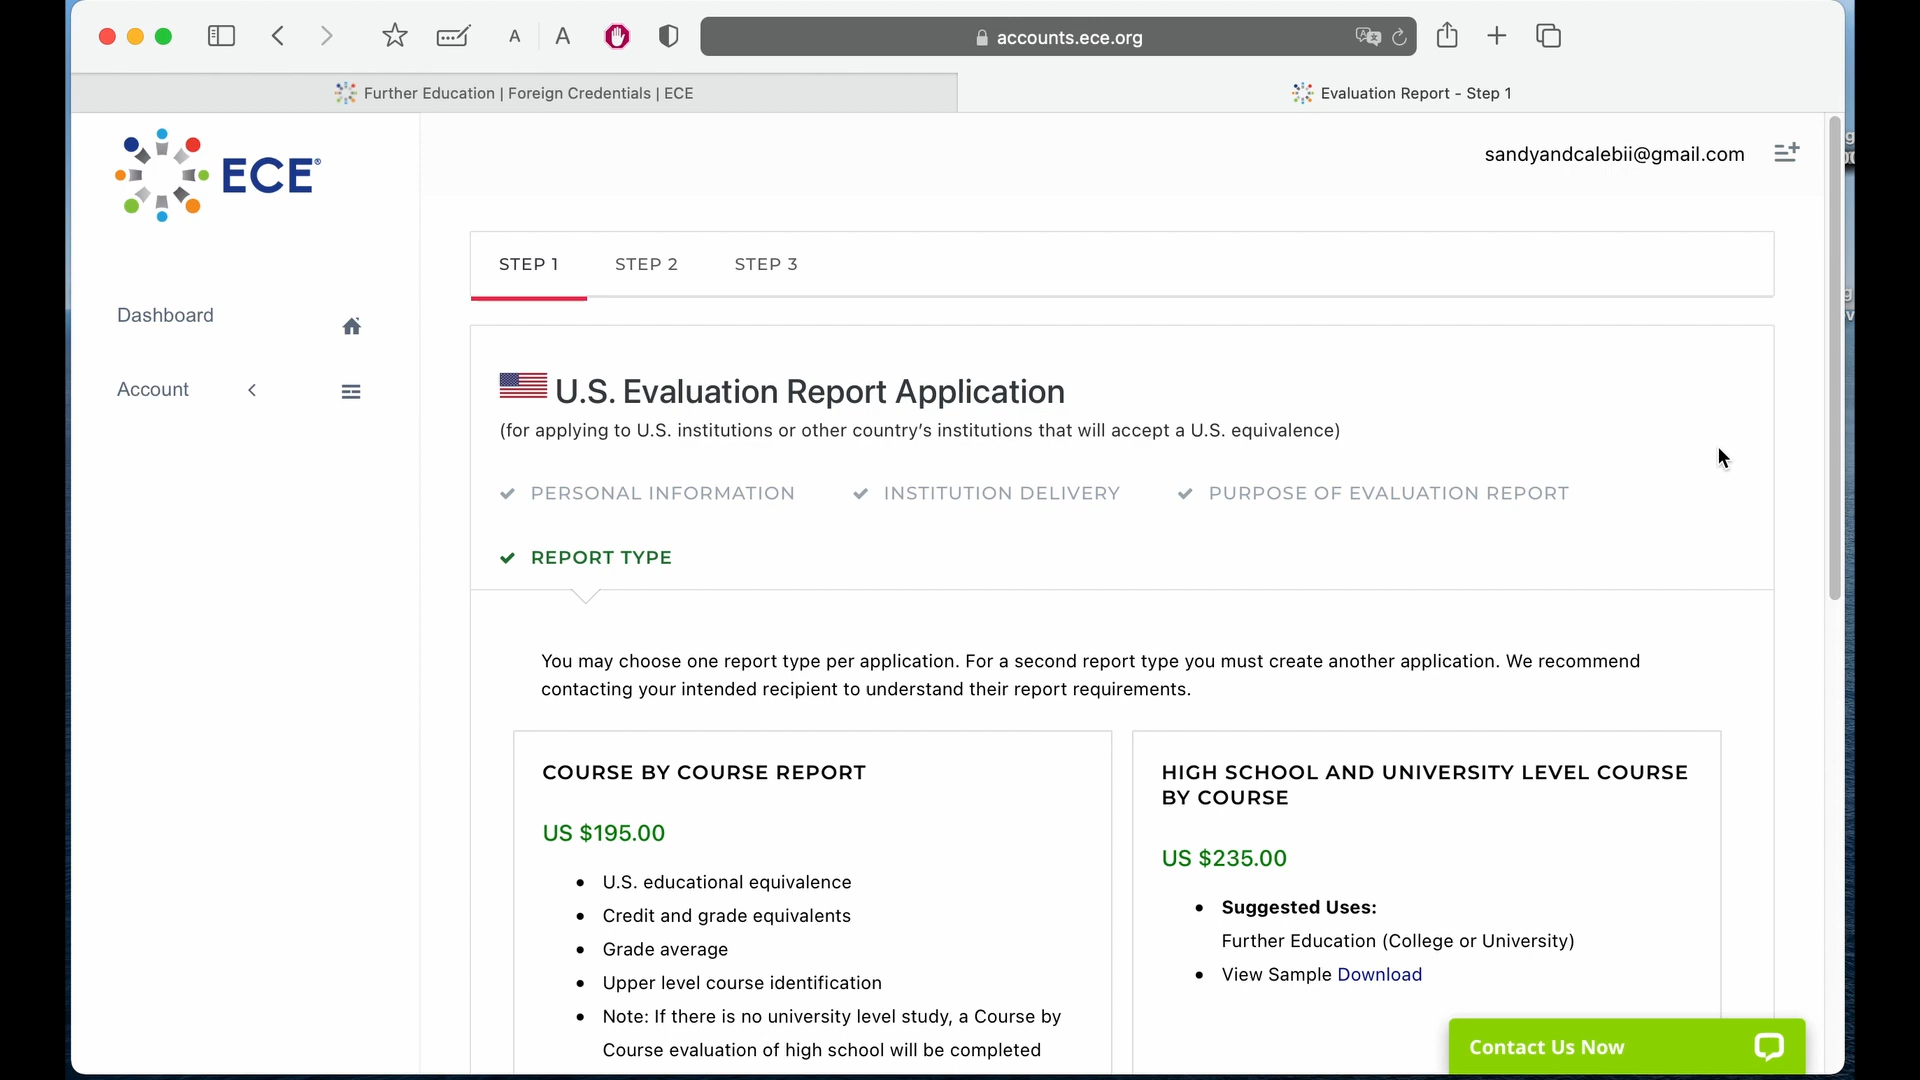 A A
accounts.ece.org
Further Education | Foreign Credentials | ECE
Evaluation Report - Step 1
ECE®
sandyandcalebii@gmail.com
Dashboard
Account
STEP 1 STEP 2 STEP 3
U.S. Evaluation Report Application
(for applying to U.S. institutions or other country's institutions that will accept a U.S. equivalence)
PERSONAL INFORMATION INSTITUTION DELIVERY PURPOSE OF EVALUATION REPORT
REPORT TYPE
You may choose one report type per application. For a second report type you must create another application. We recommend
contacting your intended recipient to understand their report requirements.
COURSE BY COURSE REPORT
US $195.00
• U.S. educational equivalence
• Credit and grade equivalents
• Grade average
• Upper level course identification
• Note: If there is no university level study, a Course by
Course evaluation of high school will be completed
HIGH SCHOOL AND UNIVERSITY LEVEL COURSE
BY COURSE
US $235.00
• Suggested Uses:
Further Education (College or University)
• View Sample Download
Contact Us Now